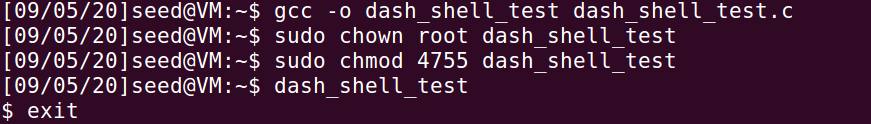 [09/05/20]seed@VM:~$ gcc -o dash_shell_test dash_shell_test.c
[09/05/20]seed@VM:~$ sudo chown root dash_shell_test
[09/05/20]seed@VM:~$ sudo chmod 4755 dash_shell_test
[09/05/20]seed@VM:~$ dash_shell_test
$ exit